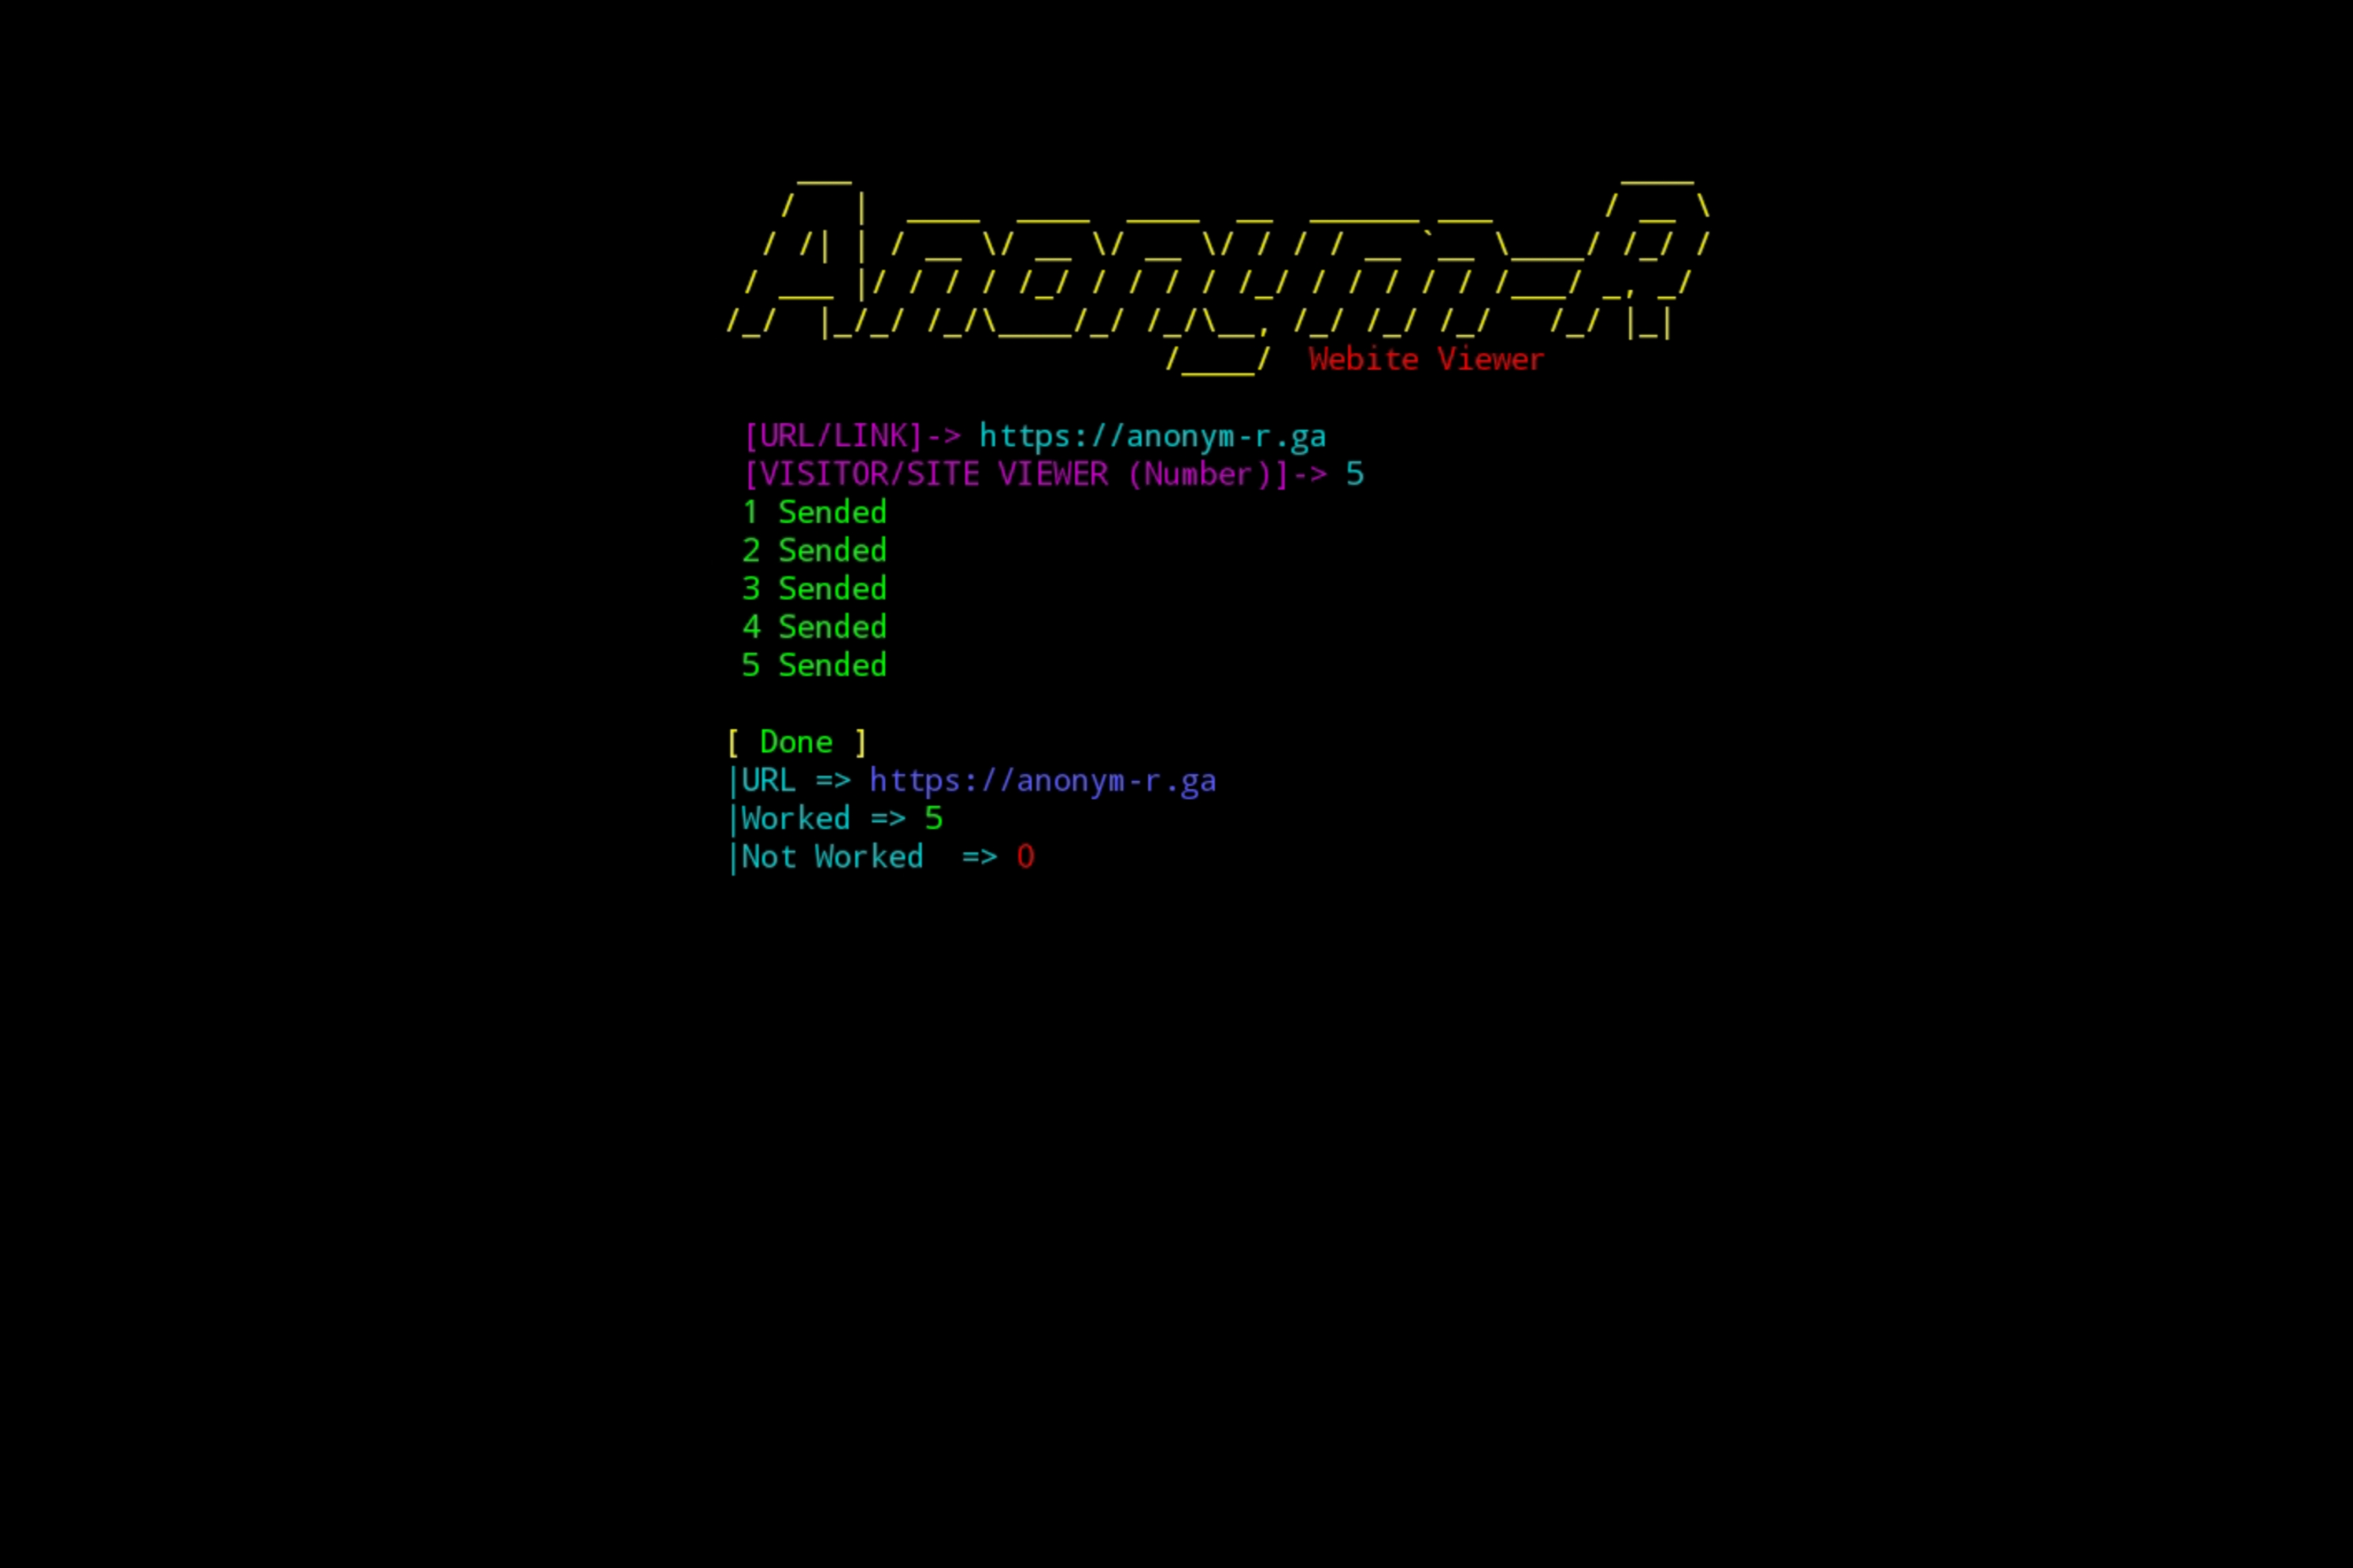 Anonym-R
Webite Viewer
[URL/LINK]-> https://anonym-r.ga
[VISITOR/SITE VIEWER (Number)]-> 5
1 Sended
2 Sended
3 Sended
4 Sended
5 Sended
[ Done ]
|URL => https://anonym-r.ga
|Worked => 5
|Not Worked  => 0